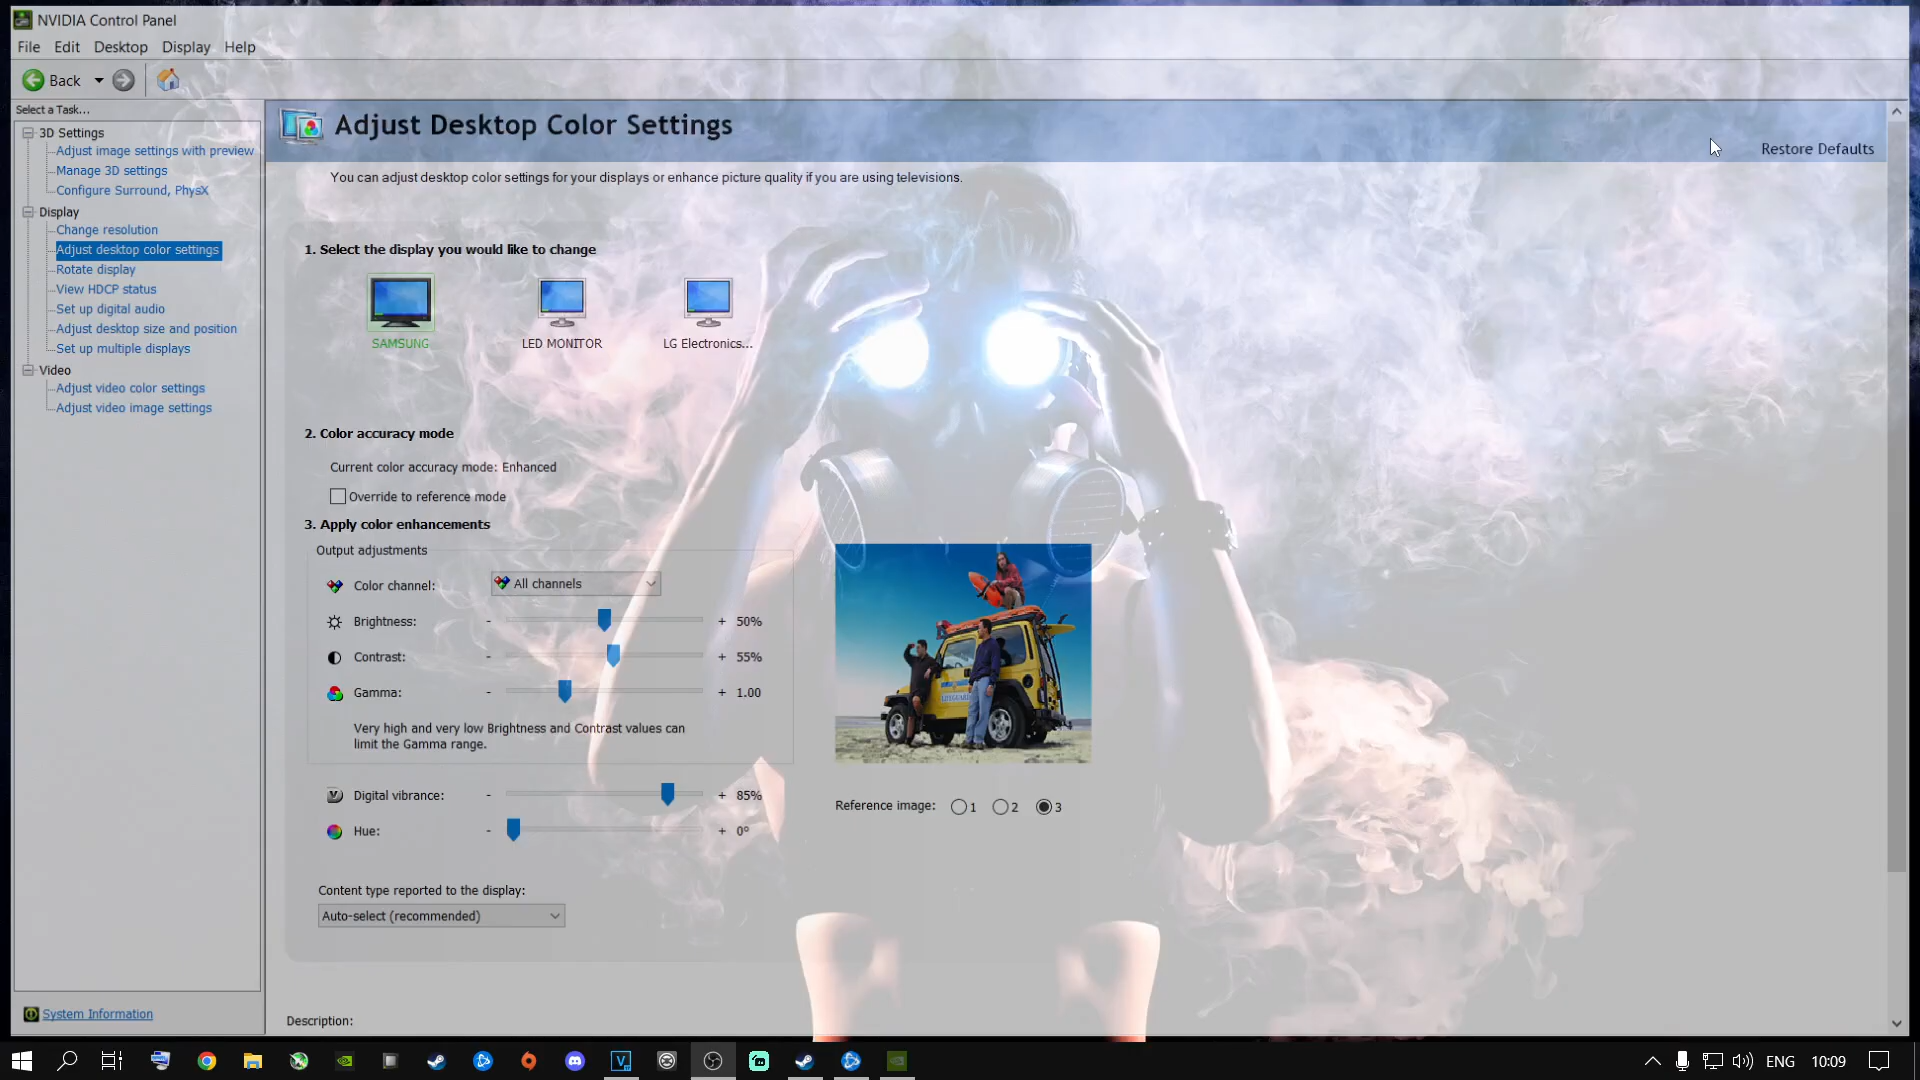 NVIDIA Control Panel
File Edit Desktop Display Help
Back
Select a Task...
3D Settings
Adjust image settings with preview
Manage 3D settings
Configure Surround, PhysX
Display
Change resolution
Adjust desktop color settings
Rotate display
View HDCP status
Set up digital audio
Adjust desktop size and position
Set up multiple displays
Video
Adjust video color settings
Adjust video image settings
System Information
Adjust Desktop Color Settings
Restore Defaults
You can adjust desktop color settings for your displays or enhance picture quality if you are using televisions.
1. Select the display you would like to change
SAMSUNG LED MONITOR LG Electronics...
2. Color accuracy mode
Current color accuracy mode: Enhanced
Override to reference mode
3. Apply color enhancements
Output adjustments
Color channel: All channels
Brightness: - + 50%
Contrast: - + 55%
Gamma: - + 1.00
Very high and very low Brightness and Contrast values can
limit the Gamma range.
Digital vibrance: - + 85%
Hue: - + 0°
LIFEGUARD
Reference image: 1 2 3
Content type reported to the display:
Auto-select (recommended)
Description:
ENG 10:09